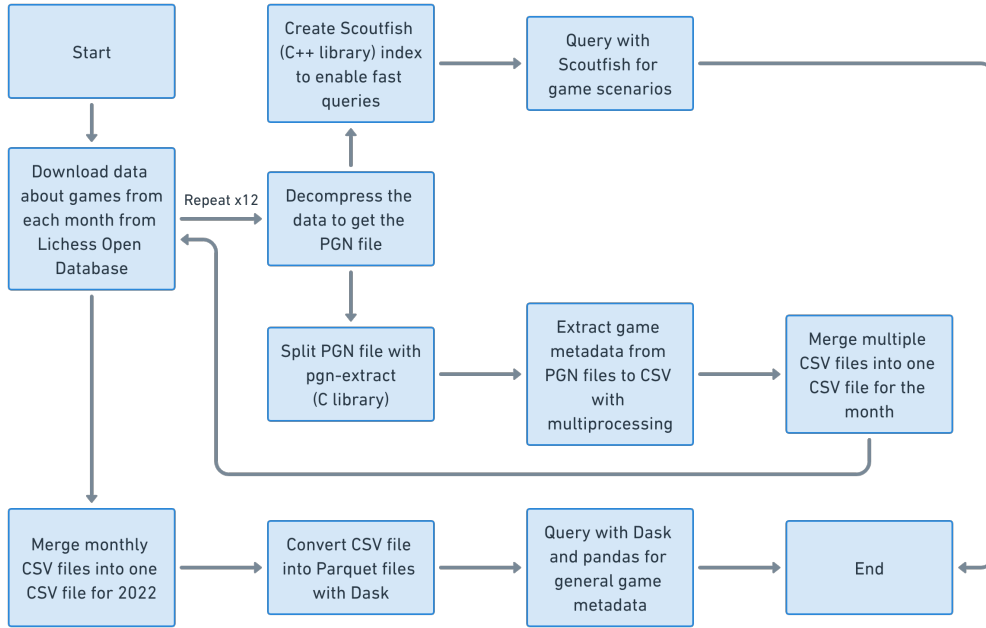 Start
Create Scoutfish
(C++ library) index
to enable fast
queries
Query with
Scoutfish for
game scenarios
Download data
about games from
each month from
Lichess Open
Database
Repeat x12
Decompress the
data to get the
PGN file
Split PGN file with
pgn-extract
(C library)
Extract game
metadata from
PGN files to CSV
with
multiprocessing
Merge multiple
CSV files into one
CSV file for the
month
Merge monthly
CSV files into one
CSV file for 2022
Convert CSV file
into Parquet files
with Dask
Query with Dask
and pandas for
general game
metadata
End